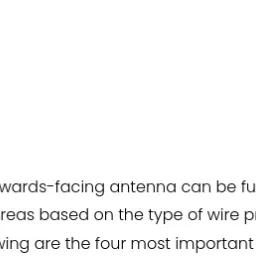 wards-facing antenna can be fu
reas based on the type of wire p
wing are the four most important